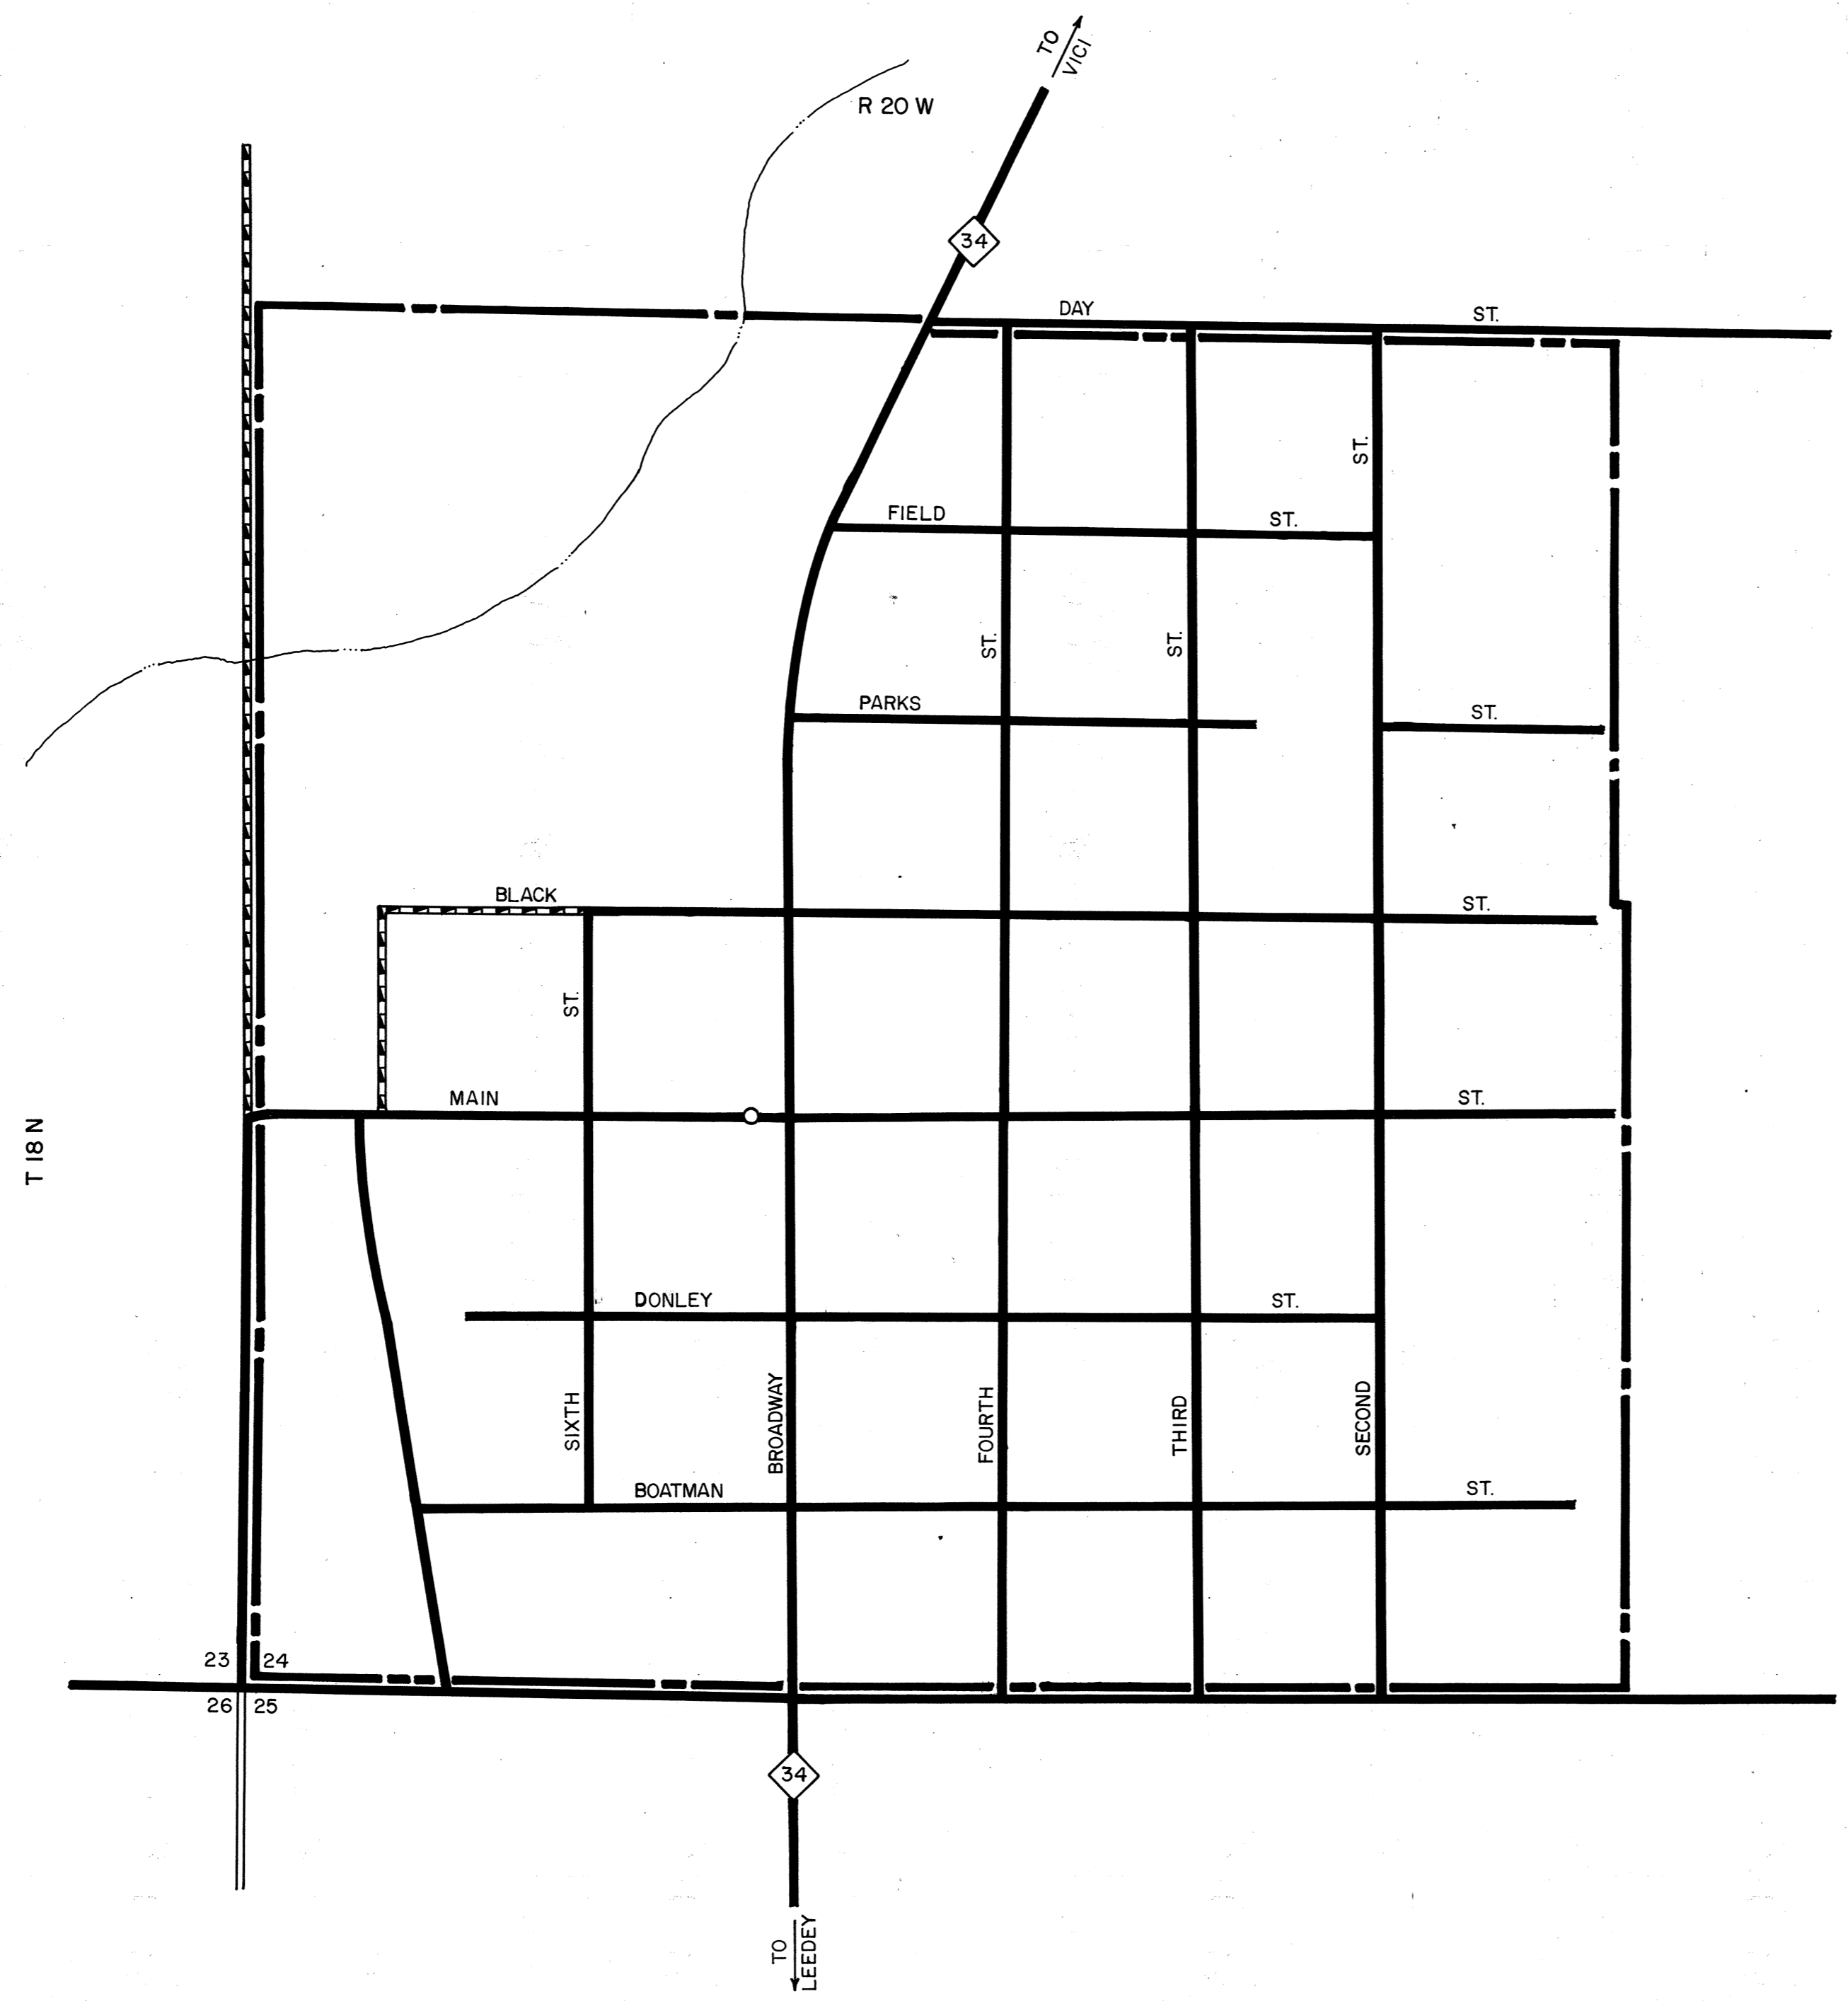 TO
VICI
R 20 W
34
DAY ST.
ST.
FIELD ST.
ST.
ST.
PARKS ST.
BLACK ST.
ST.
MAIN ST.
T 18 N
DONLEY ST.
SIXTH
BROADWAY
FOURTH
THIRD
SECOND
BOATMAN ST.
23 24
26 25
34
TO
LEEDEY